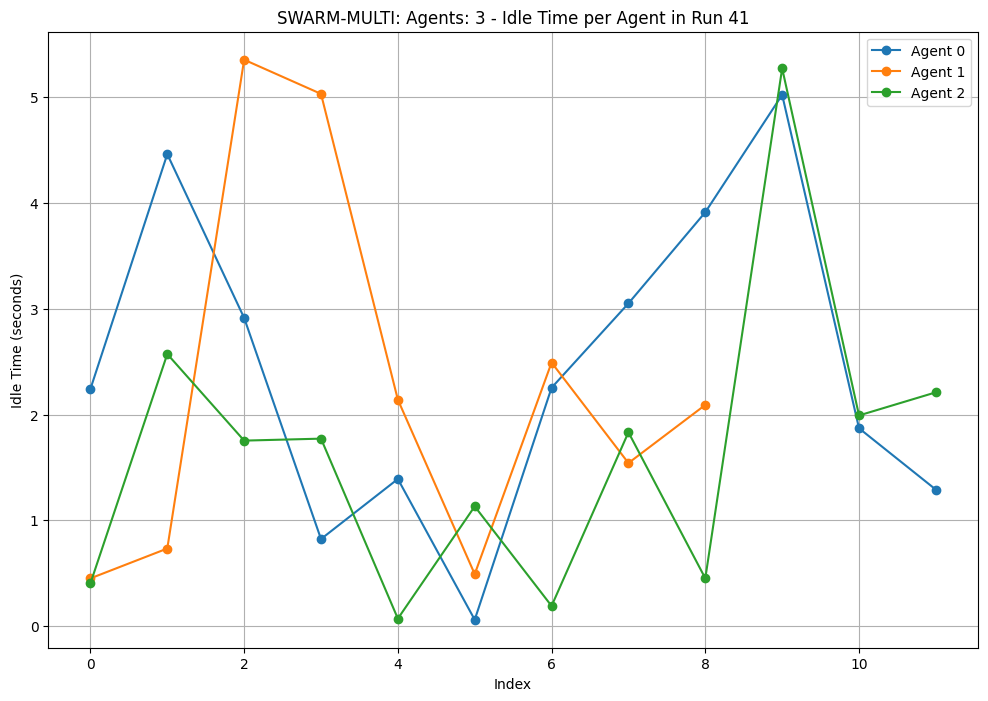 SWARM-MULTI: Agents: 3 - Idle Time per Agent in Run 41
Agent 0
Agent 1
Agent 2
Idle Time (seconds)
5
4
3
2
1
0
0 2 4 6 8 10
Index